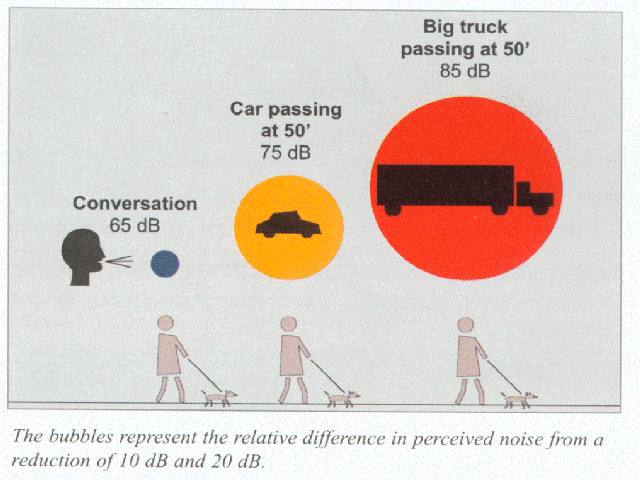 Big truck
passing at 50'
85 dB
Car passing
at 50'
75 dB
Conversation
65 dB
The bubbles represent the relative difference in perceived noise from a
reduction of 10 dB and 20 dB.